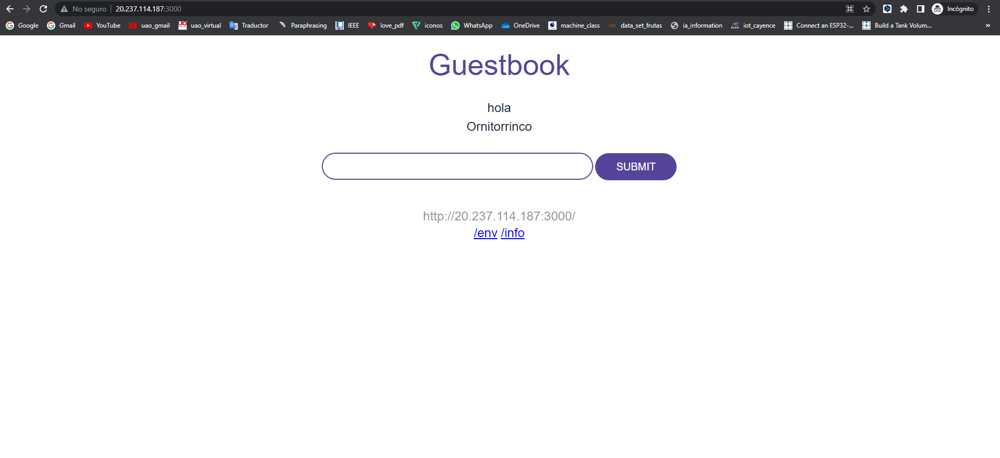 No seguro 20.237.114.187:3000 Incógnito
Google Gmail YouTube uao_gmail uao_virtual Traductor Paraphrasing IEEE love_pdf iconos WhatsApp OneDrive machine_class data_set_frutas ia_information iot_cayence Connect an ESP32-... Build a Tank Volum... »
Guestbook
hola
Ornitorrinco
SUBMIT
http://20.237.114.187:3000/
/env /info